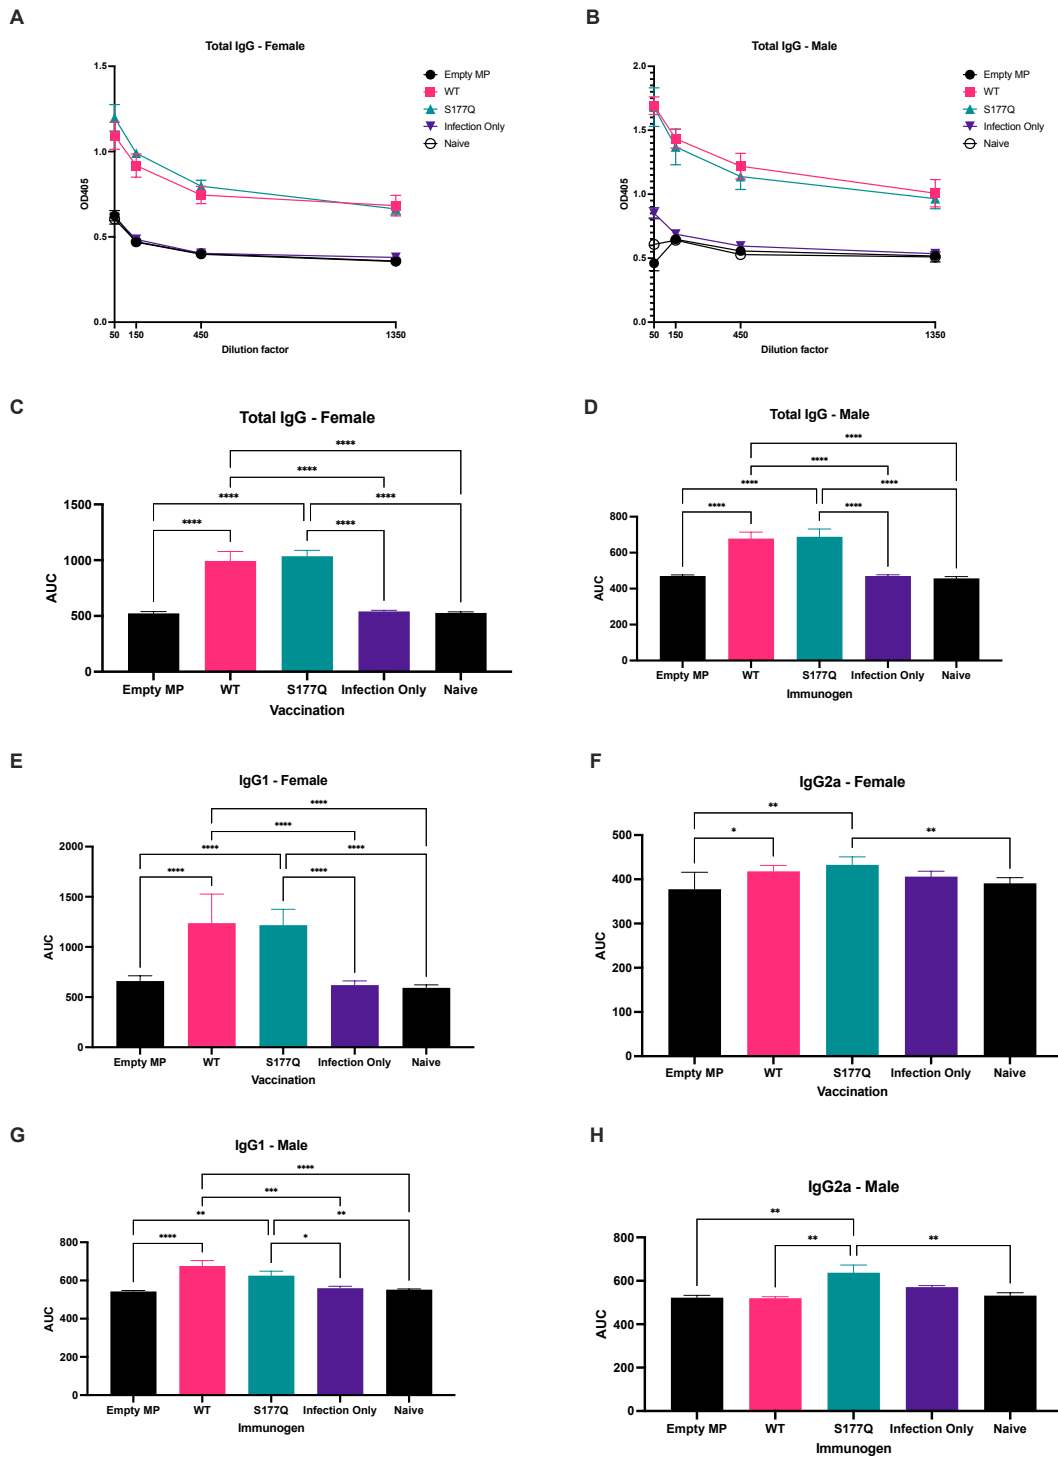 A
Total IgG - Female
1.5
1.0
0.5
0.0
OD405
50 150 450 1350
Dilution factor
Empty MP
WT
S177Q
Infection Only
Naive
B
Total IgG - Male
2.0
1.5
1.0
0.5
0.0
OD405
50 150 450 1350
Dilution factor
Empty MP
WT
S177Q
Infection Only
Naive
C
Total IgG - Female
****
****
**** ****
**** ****
1500
1000
500
0
AUC
Empty MP WT S177Q Infection Only Naive
Vaccination
D
Total IgG - Male
****
****
**** ****
**** ****
800
600
400
200
0
AUC
Empty MP WT S177Q Infection Only Naive
Immunogen
E
IgG1 - Female
****
****
**** ****
**** ****
2000
1500
1000
500
0
AUC
Empty MP WT S177Q Infection Only Naive
Vaccination
F
IgG2a - Female
**
* **
500
400
300
200
100
0
AUC
Empty MP WT S177Q Infection Only Naive
Vaccination
G
IgG1 - Male
****
***
** **
**** *
800
600
400
200
0
AUC
Empty MP WT S177Q Infection Only Naive
Immunogen
H
IgG2a - Male
**
** **
800
600
400
200
0
AUC
Empty MP WT S177Q Infection Only Naive
Immunogen